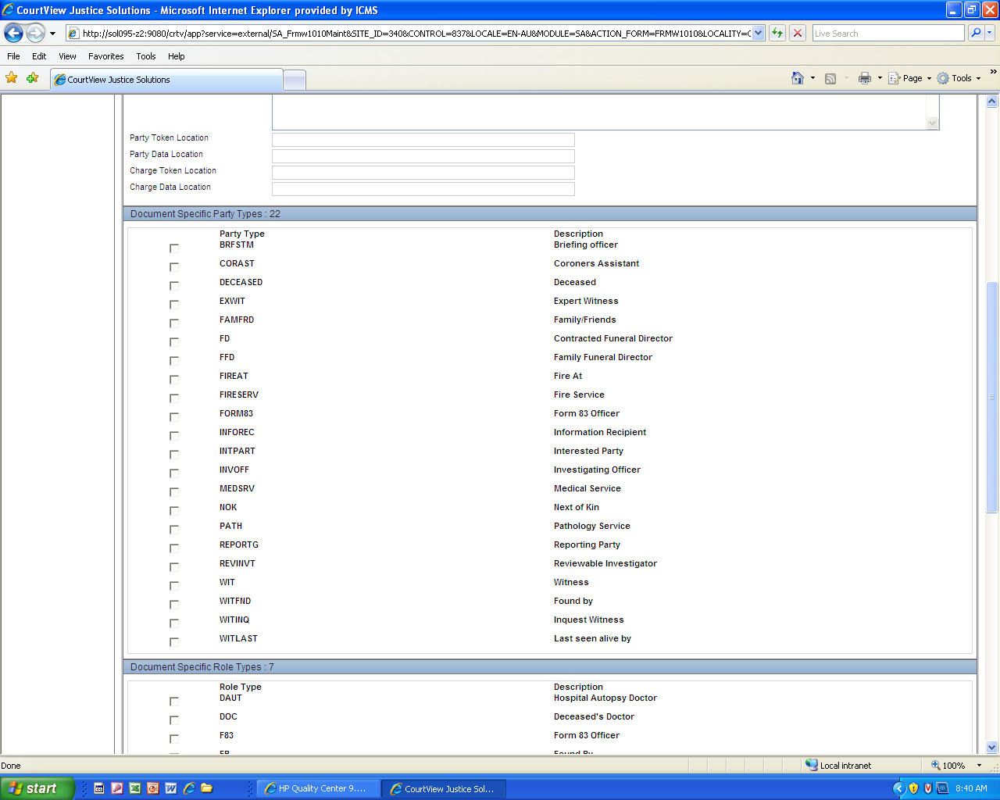 CourtView Justice Solutions - Microsoft Internet Explorer provided by ICMS
http://sol095-z2:9080/crtv/app?service=external/SA_Frmw1010Maint&SITE_ID=340&CONTROL=837&LOCALE=EN-AU&MODULE=SA&ACTION_FORM=FRMW1010&LOCALITY=C
Live Search
File Edit View Favorites Tools Help
CourtView Justice Solutions
Page Tools
Party Token Location
Party Data Location
Charge Token Location
Charge Data Location
Document Specific Party Types : 22
Party Type Description
BRFSTM Briefing officer
CORAST Coroners Assistant
DECEASED Deceased
EXWIT Expert Witness
FAMFRD Family/Friends
FD Contracted Funeral Director
FFD Family Funeral Director
FIREAT Fire At
FIRESERV Fire Service
FORM83 Form 83 Officer
INFOREC Information Recipient
INTPART Interested Party
INVOFF Investigating Officer
MEDSRV Medical Service
NOK Next of Kin
PATH Pathology Service
REPORTG Reporting Party
REVINVT Reviewable Investigator
WIT Witness
WITFND Found by
WITINQ Inquest Witness
WITLAST Last seen alive by
Document Specific Role Types : 7
Role Type Description
DAUT Hospital Autopsy Doctor
DOC Deceased's Doctor
F83 Form 83 Officer
FB Found By
Done Local intranet 100%
start HP Quality Center 9.... CourtView Justice Sol... 8:40 AM